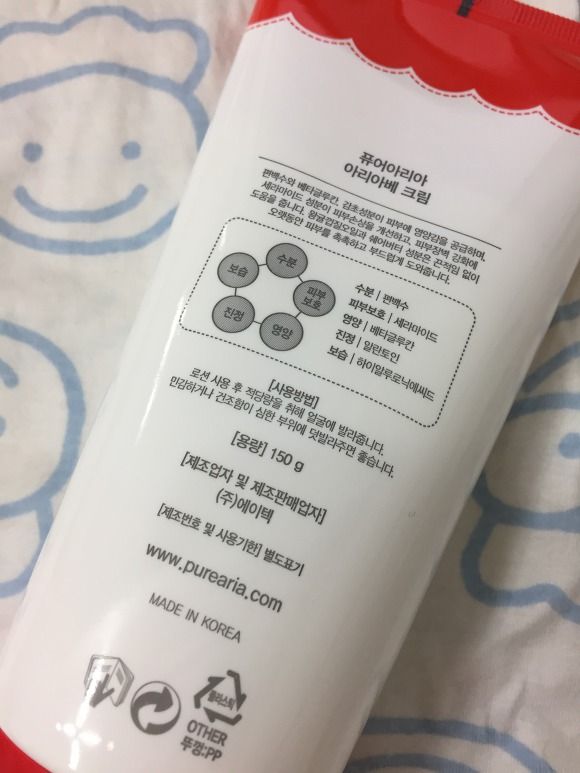 퓨어아리아
아리아베 크림
편백수와 베타글루칸, 감초성분이 피부에 영양감을 공급하며,
세라마이드 성분이 피부손상을 개선하고, 피부장벽 강화에
도움을 줍니다. 황귤껍질오일과 쉐어버터 성분은 끈적임 없이
오랫동안 피부를 촉촉하고 부드럽게 도와줍니다.
수분
보습
피부
보호
진정
영양
수분 | 편백수
피부보호 | 세라마이드
영양 | 베타글루칸
진정 | 알란토인
보습 | 하이알루로닉에씨드
[사용방법]
로션 사용 후 적당량을 취해 얼굴에 발라줍니다.
민감하거나 건조함이 심한 부위에 덧발라주면 좋습니다.
[용량] 150 g
[제조업자 및 제조판매업자]
(주)에이텍
[제조번호 및 사용기한] 별도표기
www.purearia.com
MADE IN KOREA
플라스틱
OTHER
뚜껑:PP